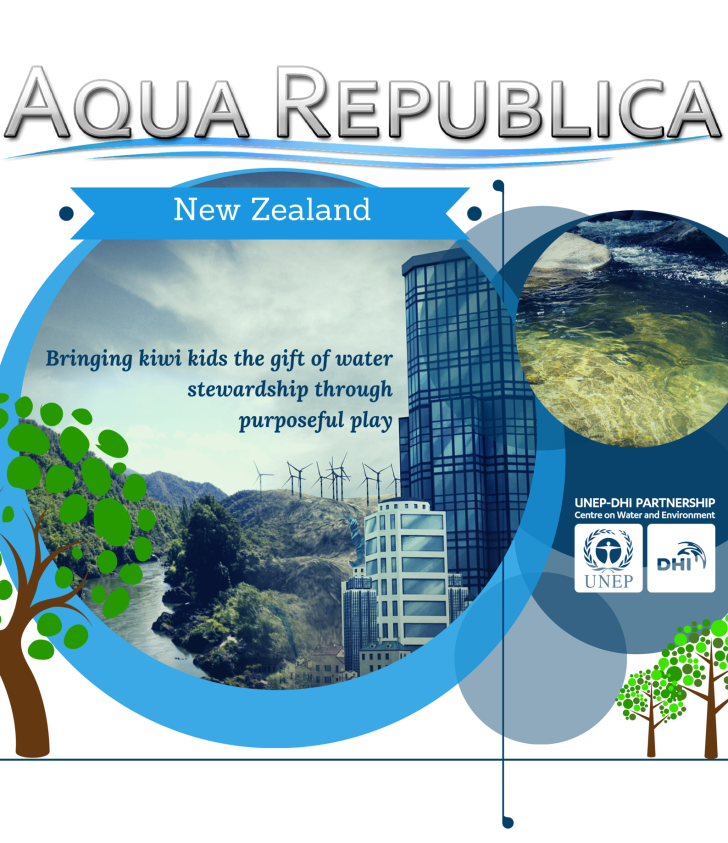 AQUA REPUBLICA
New Zealand
Bringing kiwi kids the gift of water
stewardship through
purposeful play
UNEP-DHI PARTNERSHIP
Centre on Water and Environment
UNEP
DHI